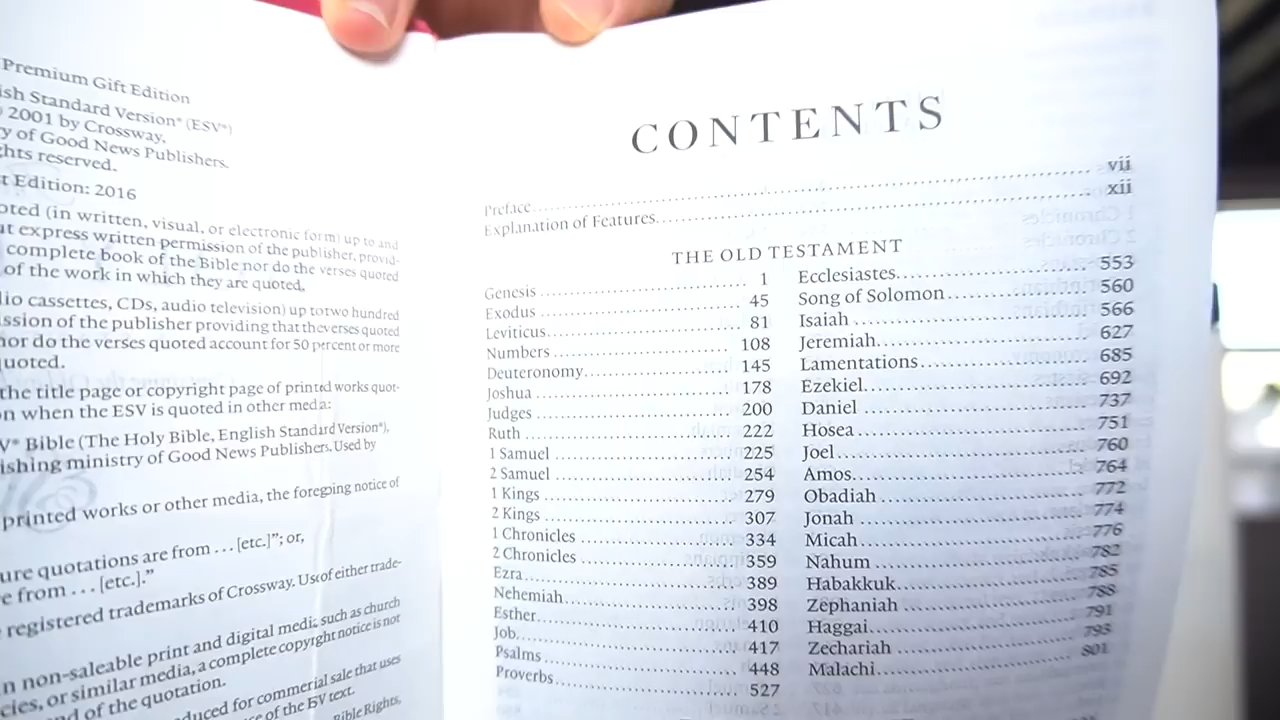 Premium Gift Edition
ish Standard Version® (ESV®)
2001 by Crossway,
y of Good News Publishers.
hts reserved.
t Edition: 2016
oted (in written, visual, or electronic form) up to and
ut express written permission of the publisher, provid-
complete book of the Bible nor do the verses quoted
of the work in which they are quoted.
io cassettes, CDs, audio television) up totwo hundred
ssion of the publisher providing that theverses quoted
nor do the verses quoted account for 50 percent or more
uoted.
the title page or copyright page of printed works quot-
n when the ESV is quoted in other media:
V® Bible (The Holy Bible, English Standard Version®),
ishing ministry of Good News Publishers. Used by
printed works or other media, the foregoing notice of
ure quotations are from . . . [etc.]"; or,
e from . . . [etc.]."
registered trademarks of Crossway. Use of either trade-
n non-saleable print and digital media such as church
cies, or similar media, a complete copyright notice is not
nd of the quotation.
duced for commerial sale that uses
e of the ESV text.
Bible Rights,
CONTENTS
Preface vii
Explanation of Features xii
THE OLD TESTAMENT
Genesis 1
Exodus 45
Leviticus 81
Numbers 108
Deuteronomy 145
Joshua 178
Judges 200
Ruth 222
1 Samuel 225
2 Samuel 254
1 Kings 279
2 Kings 307
1 Chronicles 334
2 Chronicles 359
Ezra 389
Nehemiah 398
Esther 410
Job 417
Psalms 448
Proverbs 527
Ecclesiastes 553
Song of Solomon 560
Isaiah 566
Jeremiah 627
Lamentations 685
Ezekiel 692
Daniel 737
Hosea 751
Joel 760
Amos 764
Obadiah 772
Jonah 774
Micah 776
Nahum 782
Habakkuk 785
Zephaniah 788
Haggai 791
Zechariah 793
Malachi 801